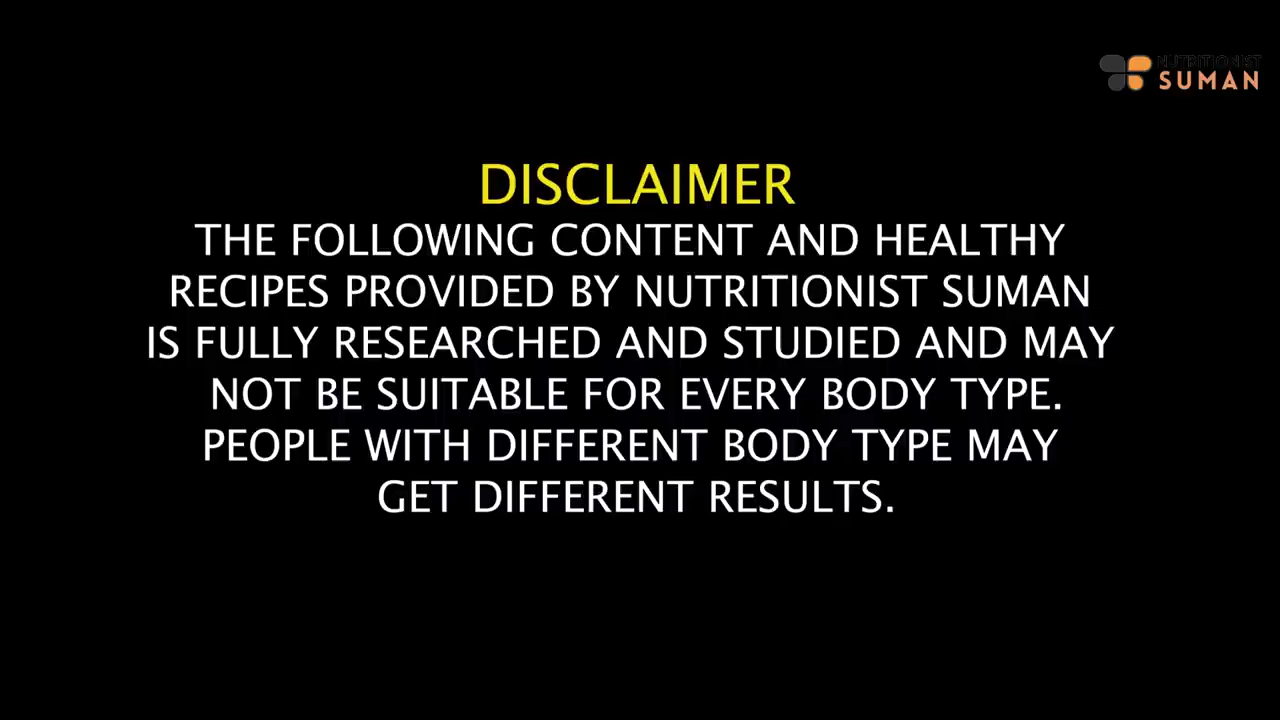 NUTRITIONIST
SUMAN
DISCLAIMER
THE FOLLOWING CONTENT AND HEALTHY
RECIPES PROVIDED BY NUTRITIONIST SUMAN
IS FULLY RESEARCHED AND STUDIED AND MAY
NOT BE SUITABLE FOR EVERY BODY TYPE.
PEOPLE WITH DIFFERENT BODY TYPE MAY
GET DIFFERENT RESULTS.